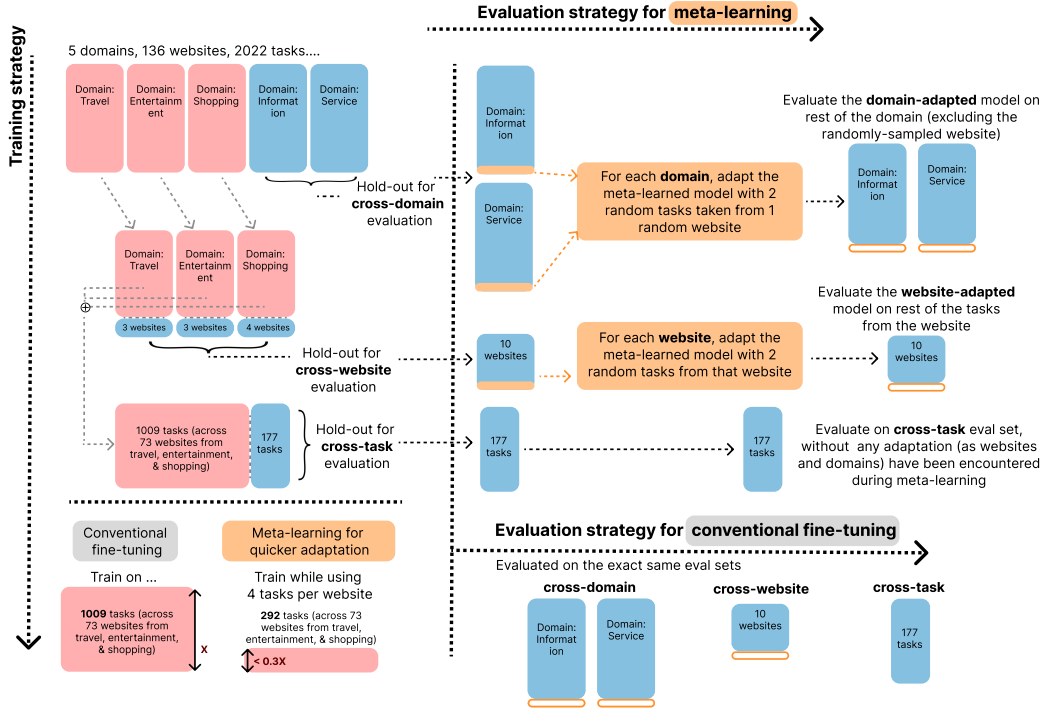 Training strategy
5 domains, 136 websites, 2022 tasks....
Domain:
Travel
Domain:
Entertainm
ent
Domain:
Shopping
Domain:
Informat
ion
Domain:
Service
Hold-out for
cross-domain
evaluation
Domain:
Travel
Domain:
Entertainm
ent
Domain:
Shopping
3 websites
3 websites
4 websites
Hold-out for
cross-website
evaluation
1009 tasks (across
73 websites from
travel, entertainment,
& shopping)
177
tasks
Hold-out for
cross-task
evaluation
Conventional
fine-tuning
Train on ...
1009 tasks (across
73 websites from
travel, entertainment,
& shopping)
X
Meta-learning for
quicker adaptation
Train while using
4 tasks per website
292 tasks (across 73
websites from travel,
entertainment, & shopping)
< 0.3X
Evaluation strategy for meta-learning
Domain:
Informat
ion
Domain:
Service
For each domain, adapt the
meta-learned model with 2
random tasks taken from 1
random website
Evaluate the domain-adapted model on
rest of the domain (excluding the
randomly-sampled website)
Domain:
Informat
ion
Domain:
Service
10
websites
For each website, adapt the
meta-learned model with 2
random tasks from that website
Evaluate the website-adapted
model on rest of the tasks
from the website
10
websites
177
tasks
177
tasks
Evaluate on cross-task eval set,
without any adaptation (as websites
and domains) have been encountered
during meta-learning
Evaluation strategy for conventional fine-tuning
Evaluated on the exact same eval sets
cross-domain
Domain:
Informat
ion
Domain:
Service
cross-website
10
websites
cross-task
177
tasks